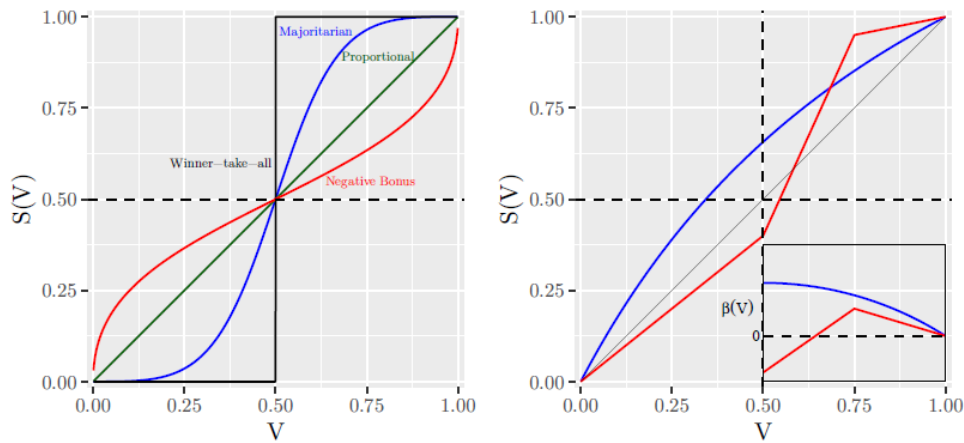 1.00
0.75
0.50
0.25
0.00
S(V)
Majoritarian
Proportional
Winner−take−all
Negative Bonus
0.00 0.25 0.50 0.75 1.00
V
1.00
0.75
0.50
0.25
0.00
S(V)
β(V)
0
0.00 0.25 0.50 0.75 1.00
V